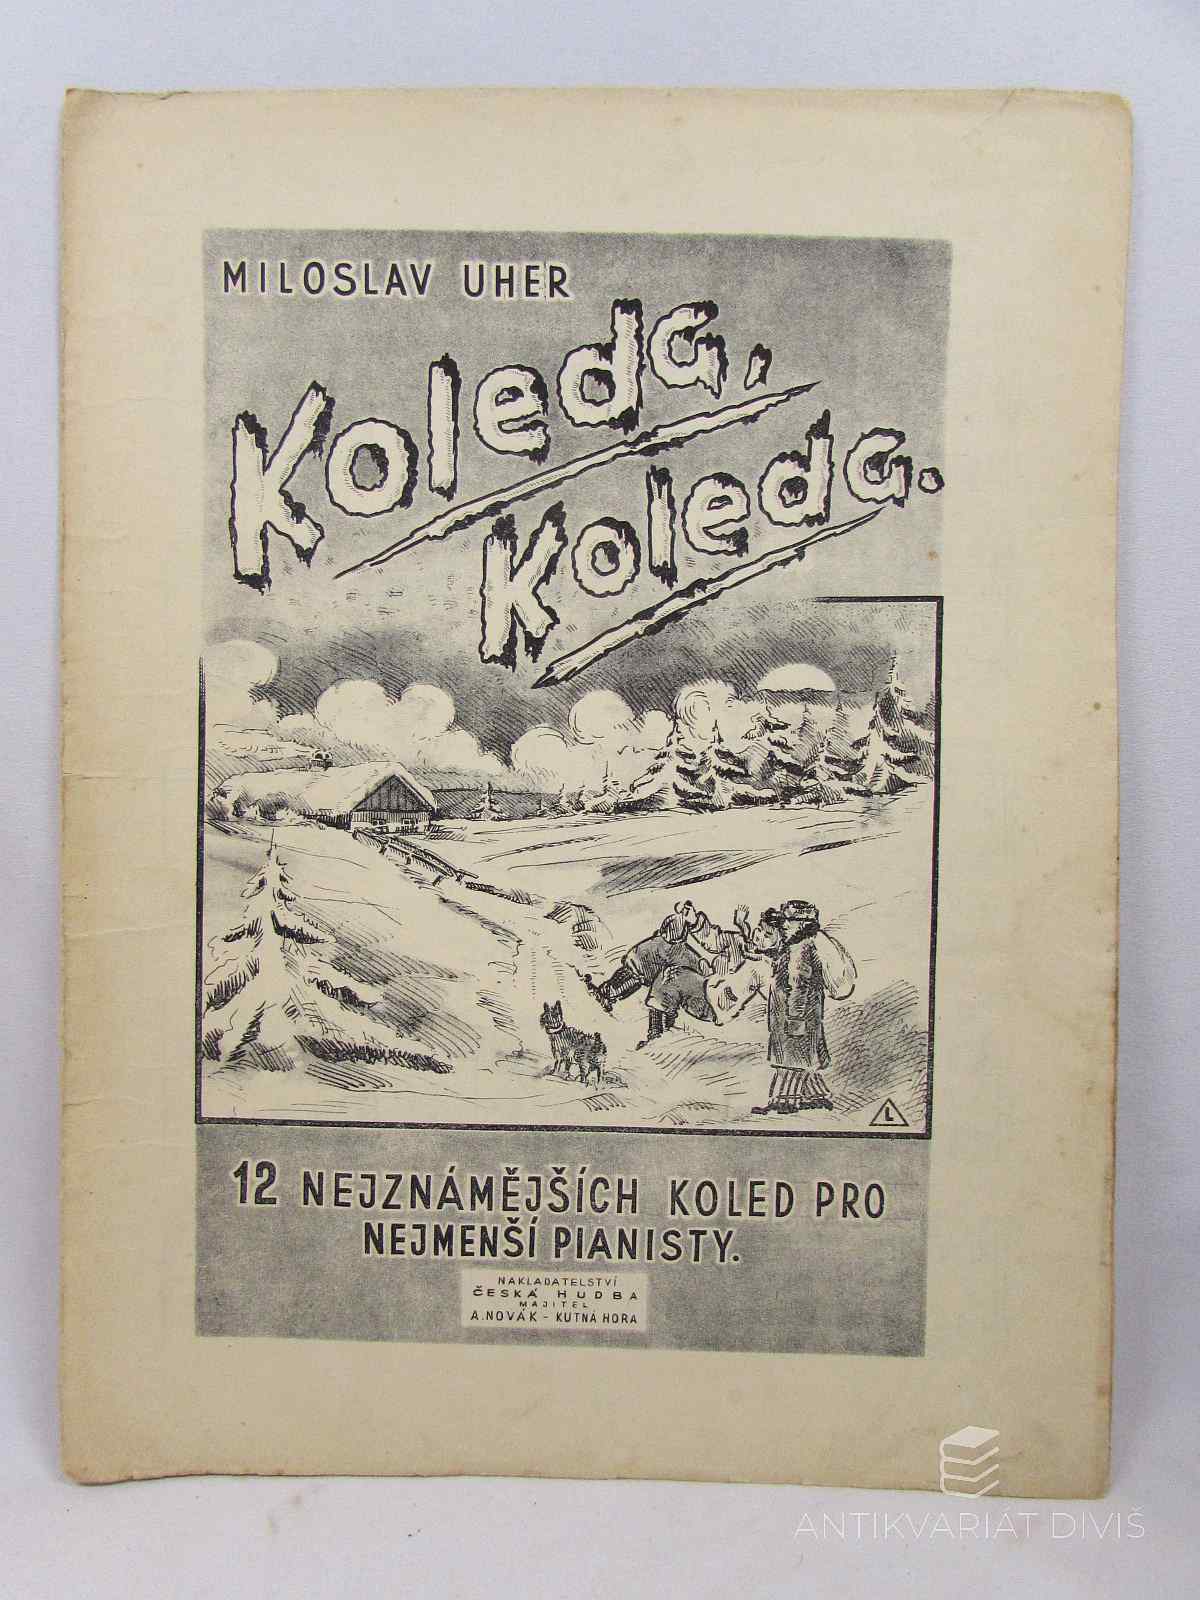 MILOSLAV UHER
Koleda,
Koleda.
L
12 NEJZNÁMĚJŠÍCH KOLED PRO
NEJMENŠÍ PIANISTY.
NAKLADATELSTVÍ
ČESKÁ HUDBA
MAJITEL
A. NOVÁK - KUTNÁ HORA
ANTIKVARIÁT DIVIŠ